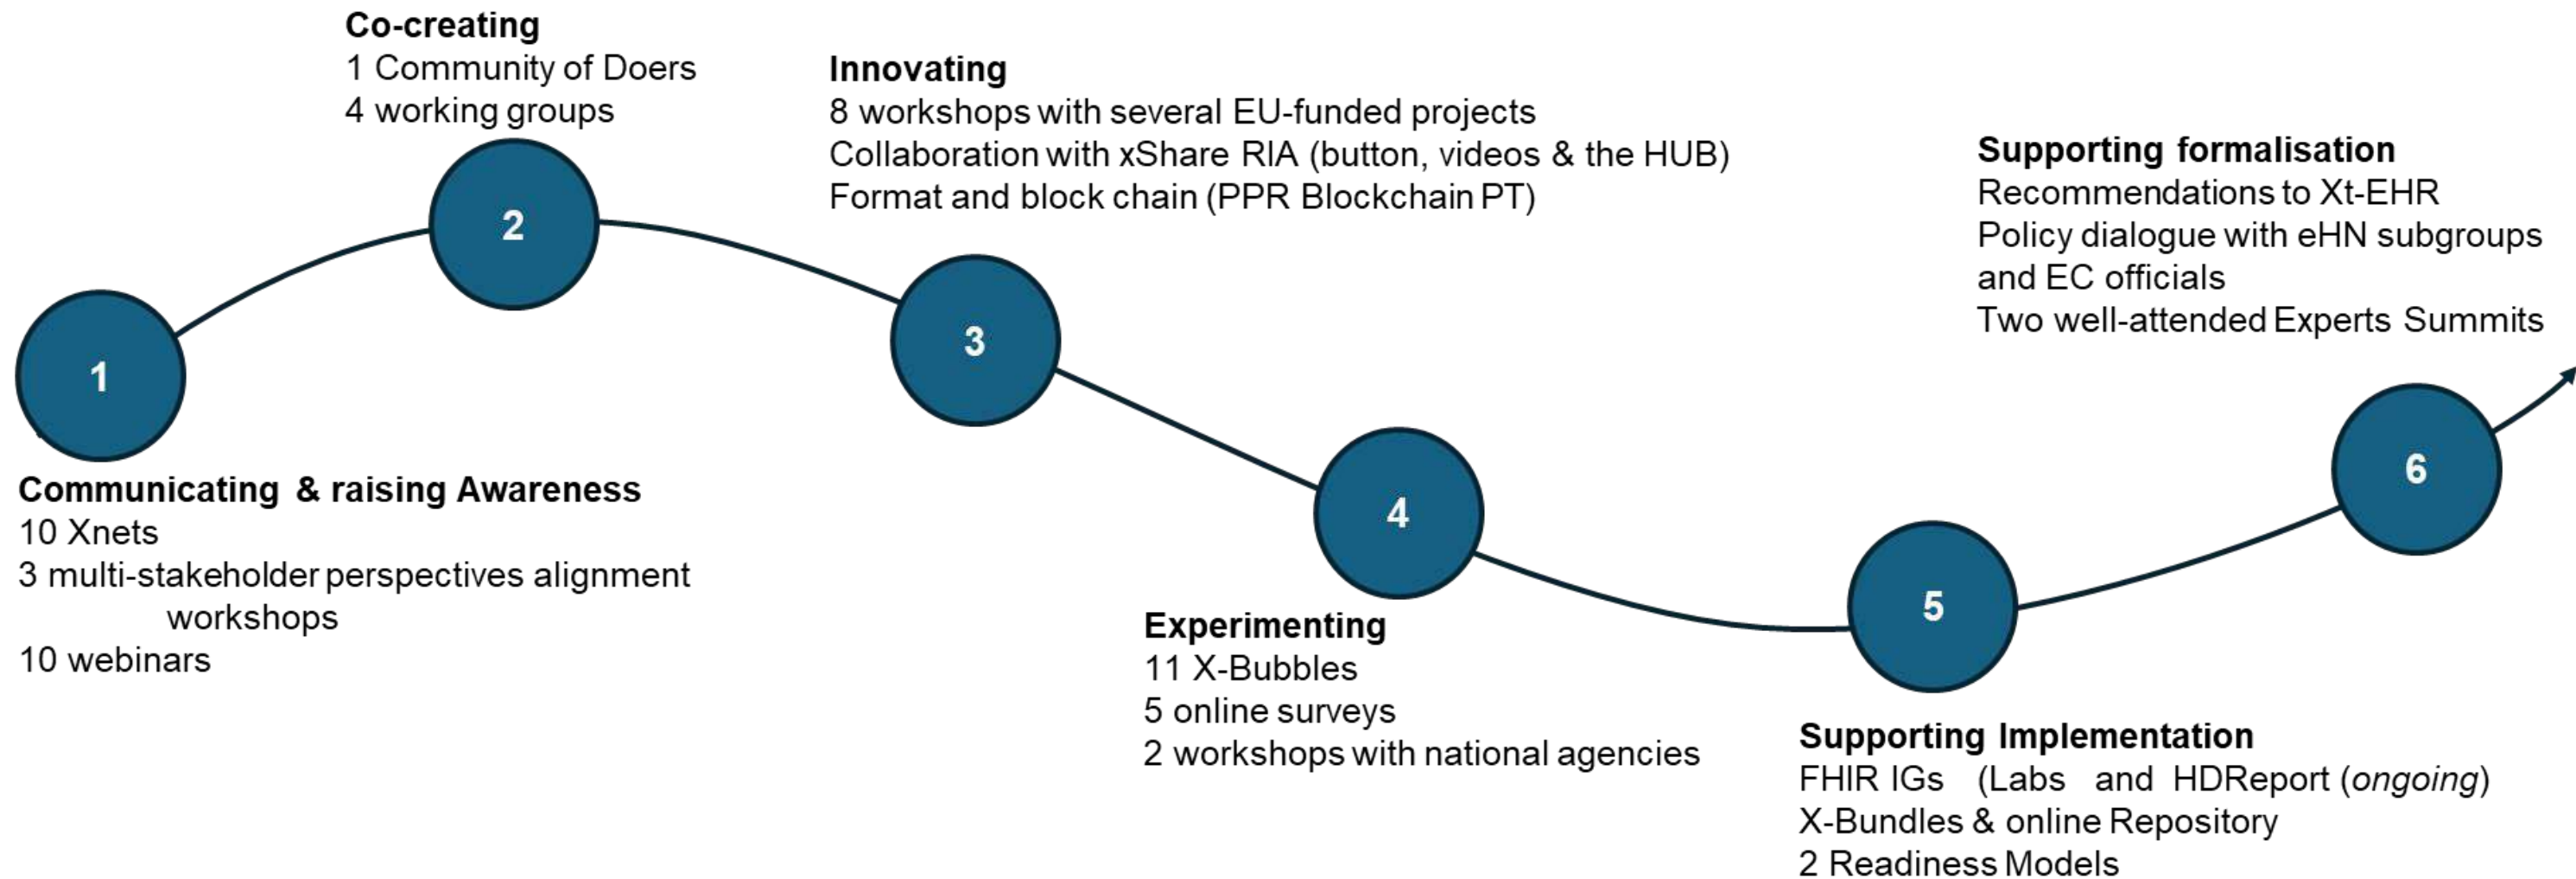 Co-creating
1 Community of Doers
4 working groups
Innovating
8 workshops with several EU-funded projects
Collaboration with xShare RIA (button, videos & the HUB)
Format and block chain (PPR Blockchain PT)
Supporting formalisation
Recommendations to Xt-EHR
Policy dialogue with eHN subgroups
and EC officials
Two well-attended Experts Summits
1
2
3
4
5
6
Communicating & raising Awareness
10 Xnets
3 multi-stakeholder perspectives alignment
workshops
10 webinars
Experimenting
11 X-Bubbles
5 online surveys
2 workshops with national agencies
Supporting Implementation
FHIR IGs (Labs and HDReport (ongoing)
X-Bundles & online Repository
2 Readiness Models